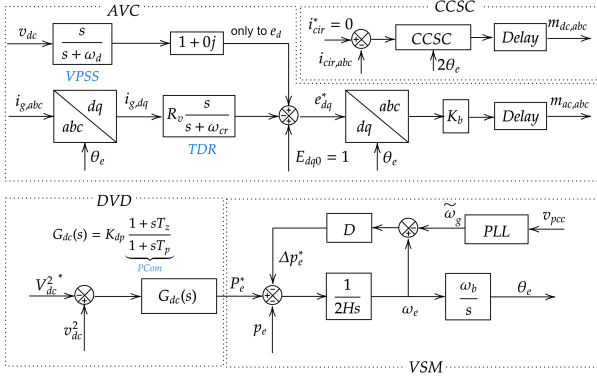 AVC
v_dc
s
s + ω_d
VPSS
1 + 0j
only to e_d
i_g,abc
dq
abc
θ_e
i_g,dq
R_v s
s + ω_cr
TDR
E_dq0 = 1
e*_dq
abc
dq
θ_e
K_b
Delay
m_ac,abc
CCSC
i*_cir = 0
i_cir,abc
CCSC
2θ_e
Delay
m_dc,abc
DVD
G_dc(s) = K_dp 1 + sT_z
1 + sT_p
PCom
V²_dc *
v²_dc
G_dc(s)
P*_e
p_e
Δp*_e
D
ω̃_g
PLL
v_pcc
1
2Hs
ω_e
ω_b
s
θ_e
VSM